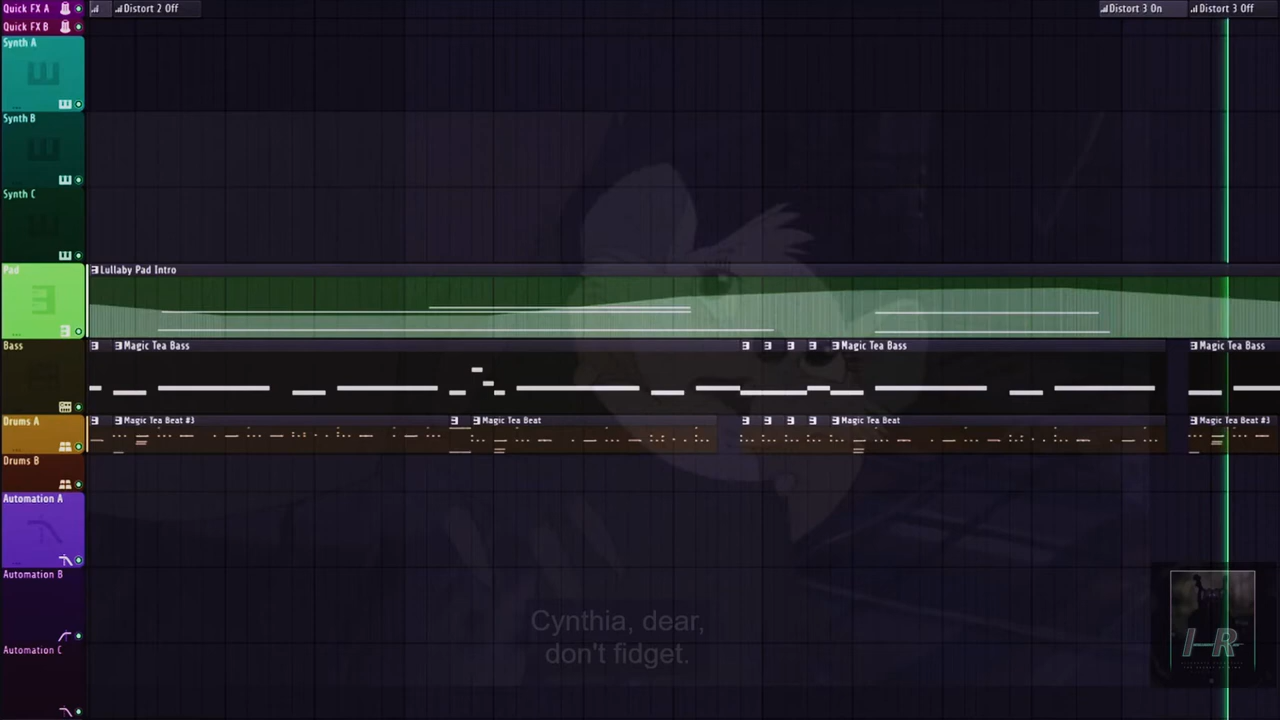 Quick FX A
Distort 2 Off
Distort 3 On
Distort 3 Off
Quick FX B
Synth A
Synth B
Synth C
Pad
Lullaby Pad Intro
Bass
Magic Tea Bass
Magic Tea Bass
Magic Tea Bass
Drums A
Magic Tea Beat #3
Magic Tea Beat
Magic Tea Beat
Magic Tea Beat #3
Drums B
Automation A
Automation B
Automation C
Cynthia, dear,
don't fidget.